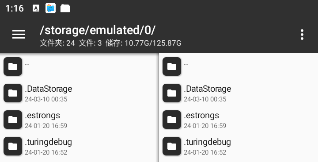 1:16
/storage/emulated/0/
文件夹: 24 文件: 3 储存: 10.77G/125.87G
..
.DataStorage
24-03-10 00:35
.estrongs
24-01-20 16:59
.turingdebug
24-01-20 16:52
..
.DataStorage
24-03-10 00:35
.estrongs
24-01-20 16:59
.turingdebug
24-01-20 16:52